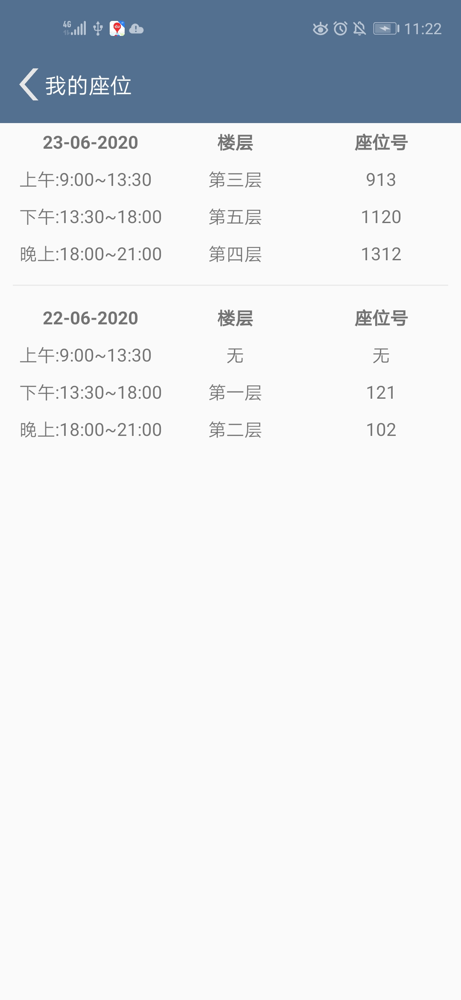 4G 11:22
我的座位
23-06-2020 楼层 座位号
上午:9:00~13:30 第三层 913
下午:13:30~18:00 第五层 1120
晚上:18:00~21:00 第四层 1312
22-06-2020 楼层 座位号
上午:9:00~13:30 无 无
下午:13:30~18:00 第一层 121
晚上:18:00~21:00 第二层 102